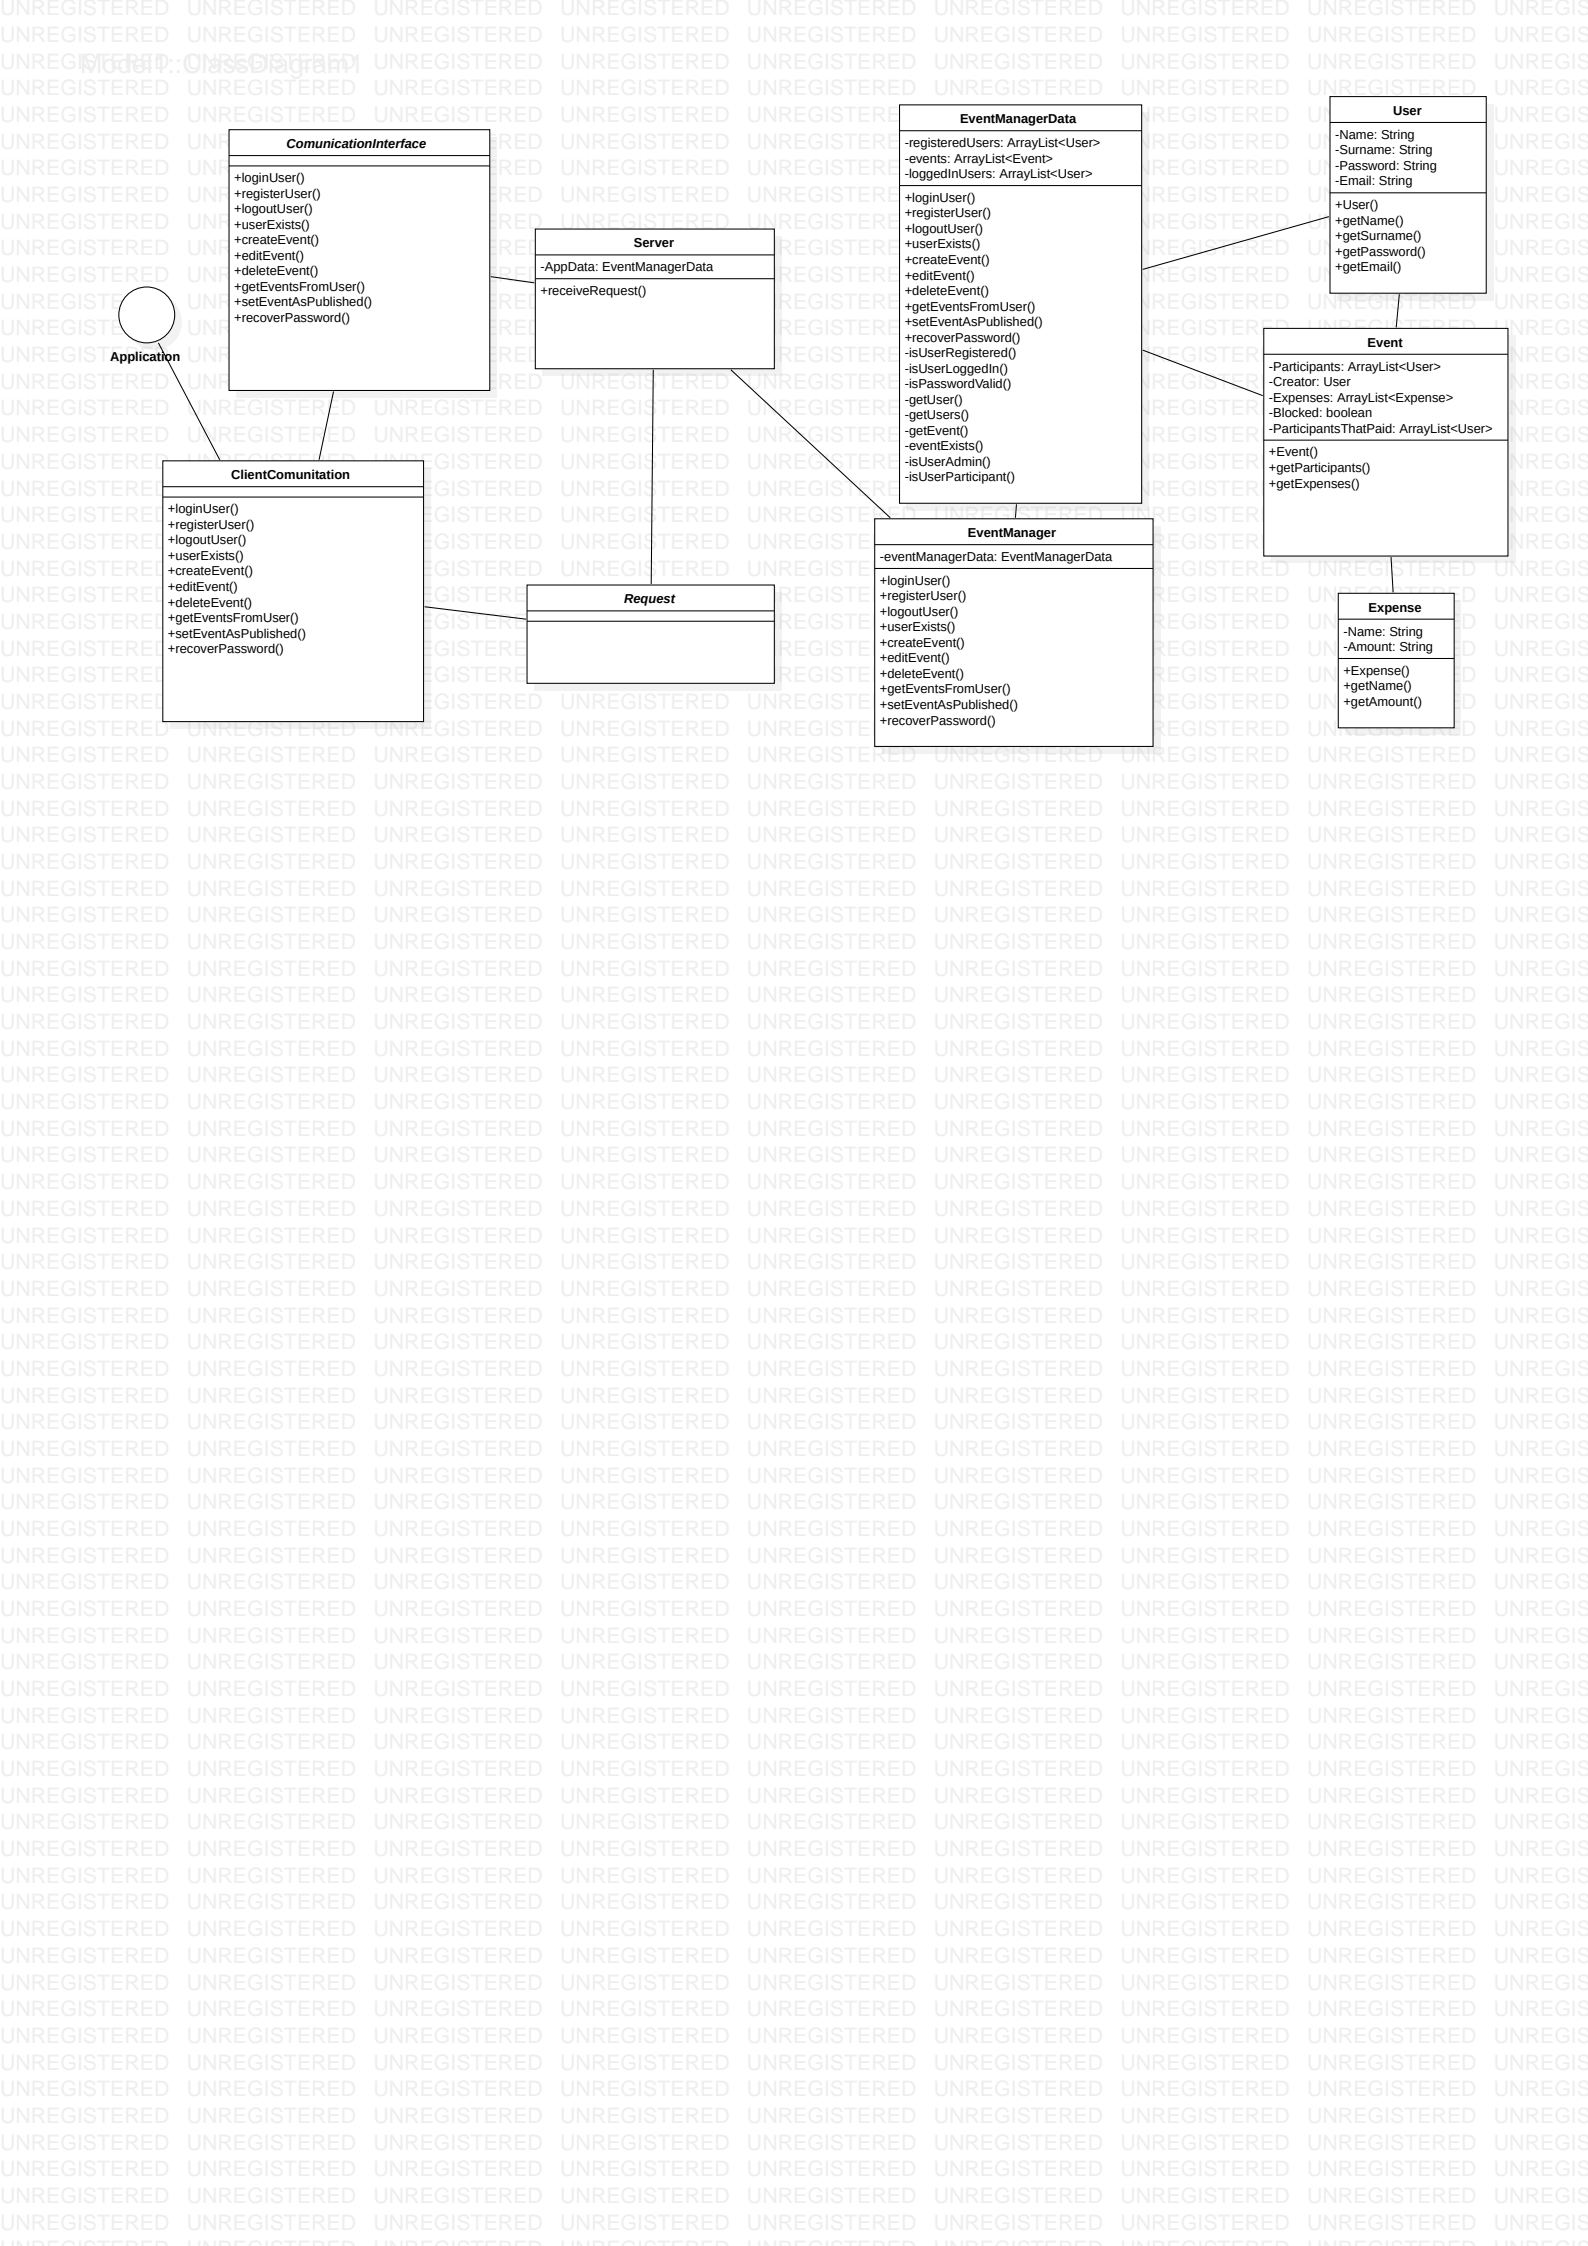 Model1::ClassDiagram1
ComunicationInterface
+loginUser()
+registerUser()
+logoutUser()
+userExists()
+createEvent()
+editEvent()
+deleteEvent()
+getEventsFromUser()
+setEventAsPublished()
+recoverPassword()
Application
ClientComunitation
+loginUser()
+registerUser()
+logoutUser()
+userExists()
+createEvent()
+editEvent()
+deleteEvent()
+getEventsFromUser()
+setEventAsPublished()
+recoverPassword()
Server
-AppData: EventManagerData
+receiveRequest()
Request
EventManagerData
-registeredUsers: ArrayList<User>
-events: ArrayList<Event>
-loggedInUsers: ArrayList<User>
+loginUser()
+registerUser()
+logoutUser()
+userExists()
+createEvent()
+editEvent()
+deleteEvent()
+getEventsFromUser()
+setEventAsPublished()
+recoverPassword()
-isUserRegistered()
-isUserLoggedIn()
-isPasswordValid()
-getUser()
-getUsers()
-getEvent()
-eventExists()
-isUserAdmin()
-isUserParticipant()
EventManager
-eventManagerData: EventManagerData
+loginUser()
+registerUser()
+logoutUser()
+userExists()
+createEvent()
+editEvent()
+deleteEvent()
+getEventsFromUser()
+setEventAsPublished()
+recoverPassword()
User
-Name: String
-Surname: String
-Password: String
-Email: String
+User()
+getName()
+getSurname()
+getPassword()
+getEmail()
Event
-Participants: ArrayList<User>
-Creator: User
-Expenses: ArrayList<Expense>
-Blocked: boolean
-ParticipantsThatPaid: ArrayList<User>
+Event()
+getParticipants()
+getExpenses()
Expense
-Name: String
-Amount: String
+Expense()
+getName()
+getAmount()
UNREGISTERED